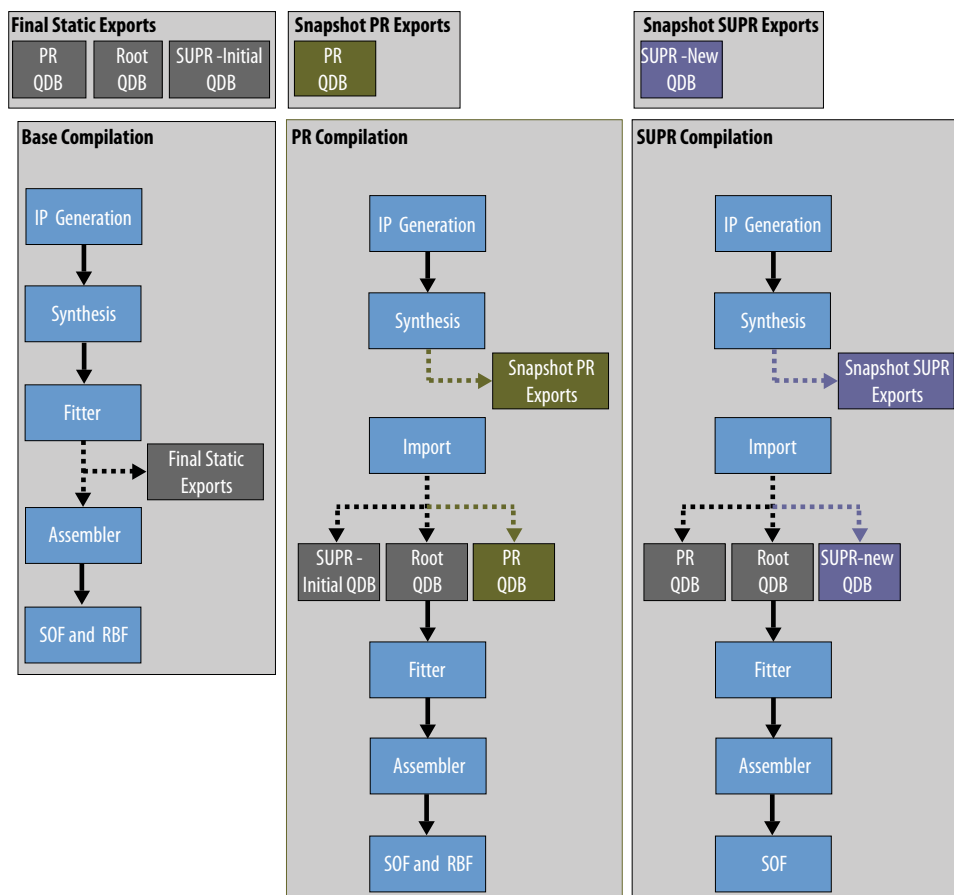 Final Static Exports
PR
QDB
Root
QDB
SUPR -Initial
QDB
Snapshot PR Exports
PR
QDB
Snapshot SUPR Exports
SUPR -New
QDB
Base Compilation
IP Generation
Synthesis
Fitter
Final Static
Exports
Assembler
SOF and RBF
PR Compilation
IP Generation
Synthesis
Snapshot PR
Exports
Import
SUPR -
Initial QDB
Root
QDB
PR
QDB
Fitter
Assembler
SOF and RBF
SUPR Compilation
IP Generation
Synthesis
Snapshot SUPR
Exports
Import
PR
QDB
Root
QDB
SUPR-new
QDB
Fitter
Assembler
SOF